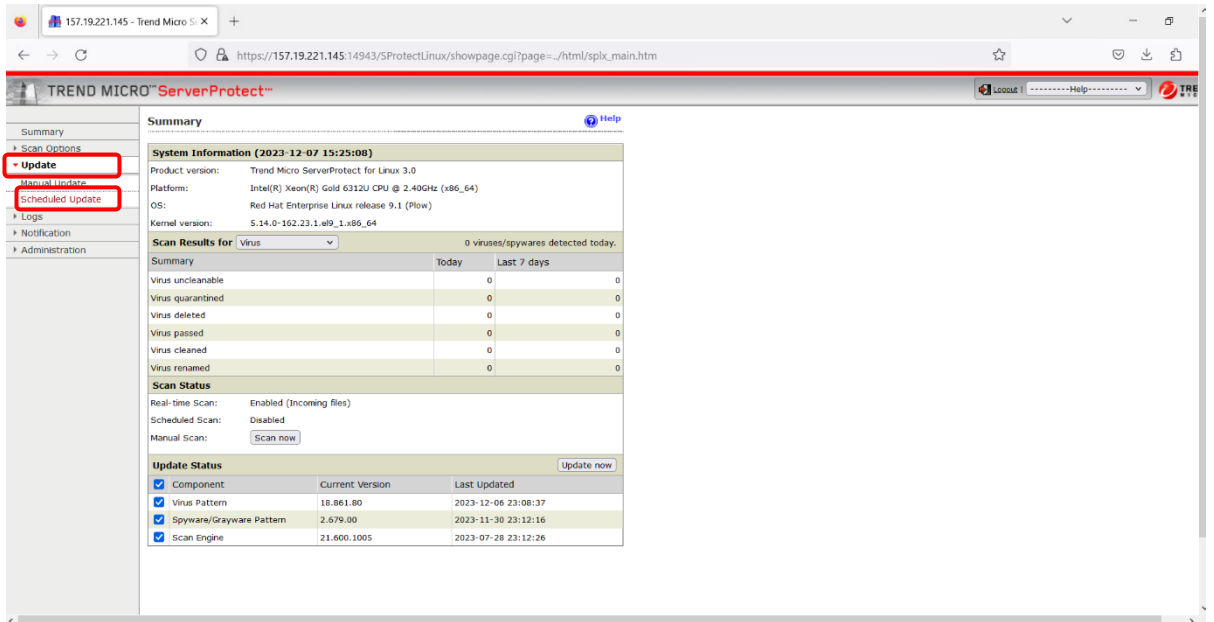 157.19.221.145 - Trend Micro S
https://157.19.221.145:14943/SProtectLinux/showpage.cgi?page=../html/splx_main.htm
TREND MICRO™ ServerProtect™
Logout | ---------Help---------
TRE
Summary
Scan Options
Update
Manual Update
Scheduled Update
Logs
Notification
Administration
Summary
Help
System Information (2023-12-07 15:25:08)
Product version: Trend Micro ServerProtect for Linux 3.0
Platform: Intel(R) Xeon(R) Gold 6312U CPU @ 2.40GHz (x86_64)
OS: Red Hat Enterprise Linux release 9.1 (Plow)
Kernel version: 5.14.0-162.23.1.el9_1.x86_64
Scan Results for Virus 0 viruses/spywares detected today.
Summary Today Last 7 days
Virus uncleanable 0 0
Virus quarantined 0 0
Virus deleted 0 0
Virus passed 0 0
Virus cleaned 0 0
Virus renamed 0 0
Scan Status
Real-time Scan: Enabled (Incoming files)
Scheduled Scan: Disabled
Manual Scan: Scan now
Update Status Update now
Component Current Version Last Updated
Virus Pattern 18.861.80 2023-12-06 23:08:37
Spyware/Grayware Pattern 2.679.00 2023-11-30 23:12:16
Scan Engine 21.600.1005 2023-07-28 23:12:26